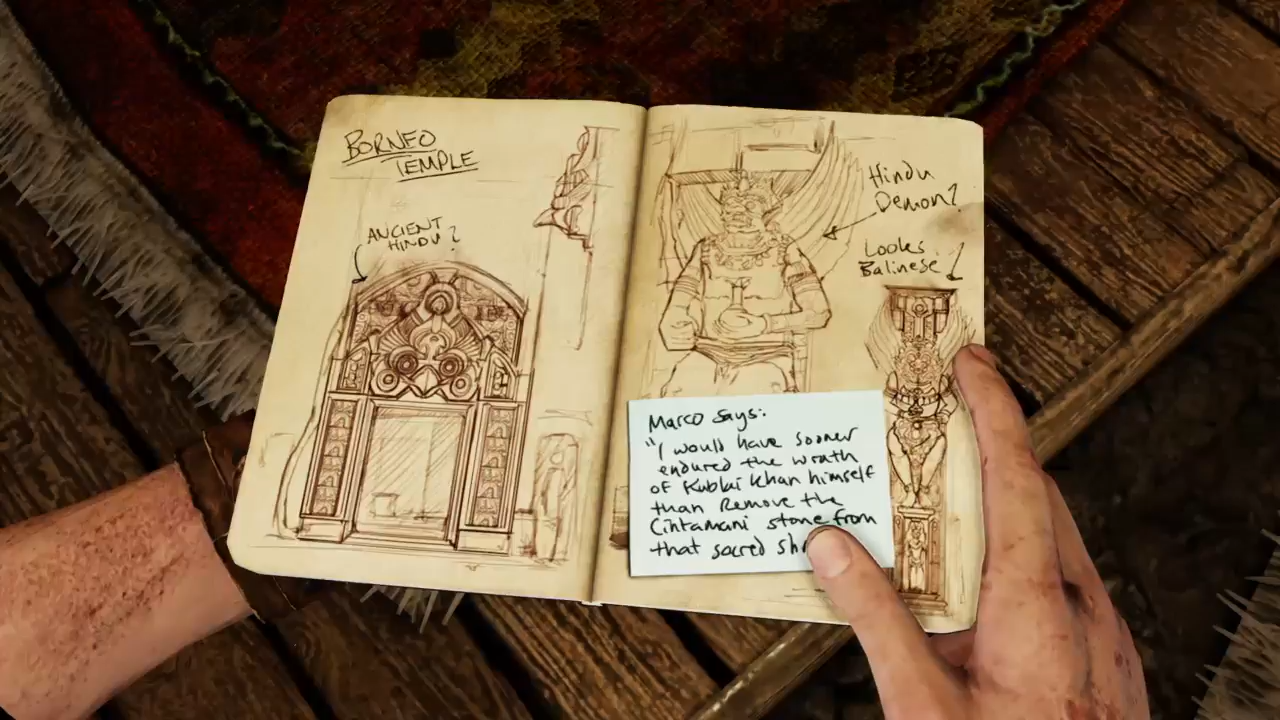 BORNEO
TEMPLE
ANCIENT
HINDU?
Hindu
Demon?
Looks
Balinese!
Marco says:
"I would have sooner
endured the wrath
of Kublai Khan himself
than Remove the
Cintamani stone from
that sacred